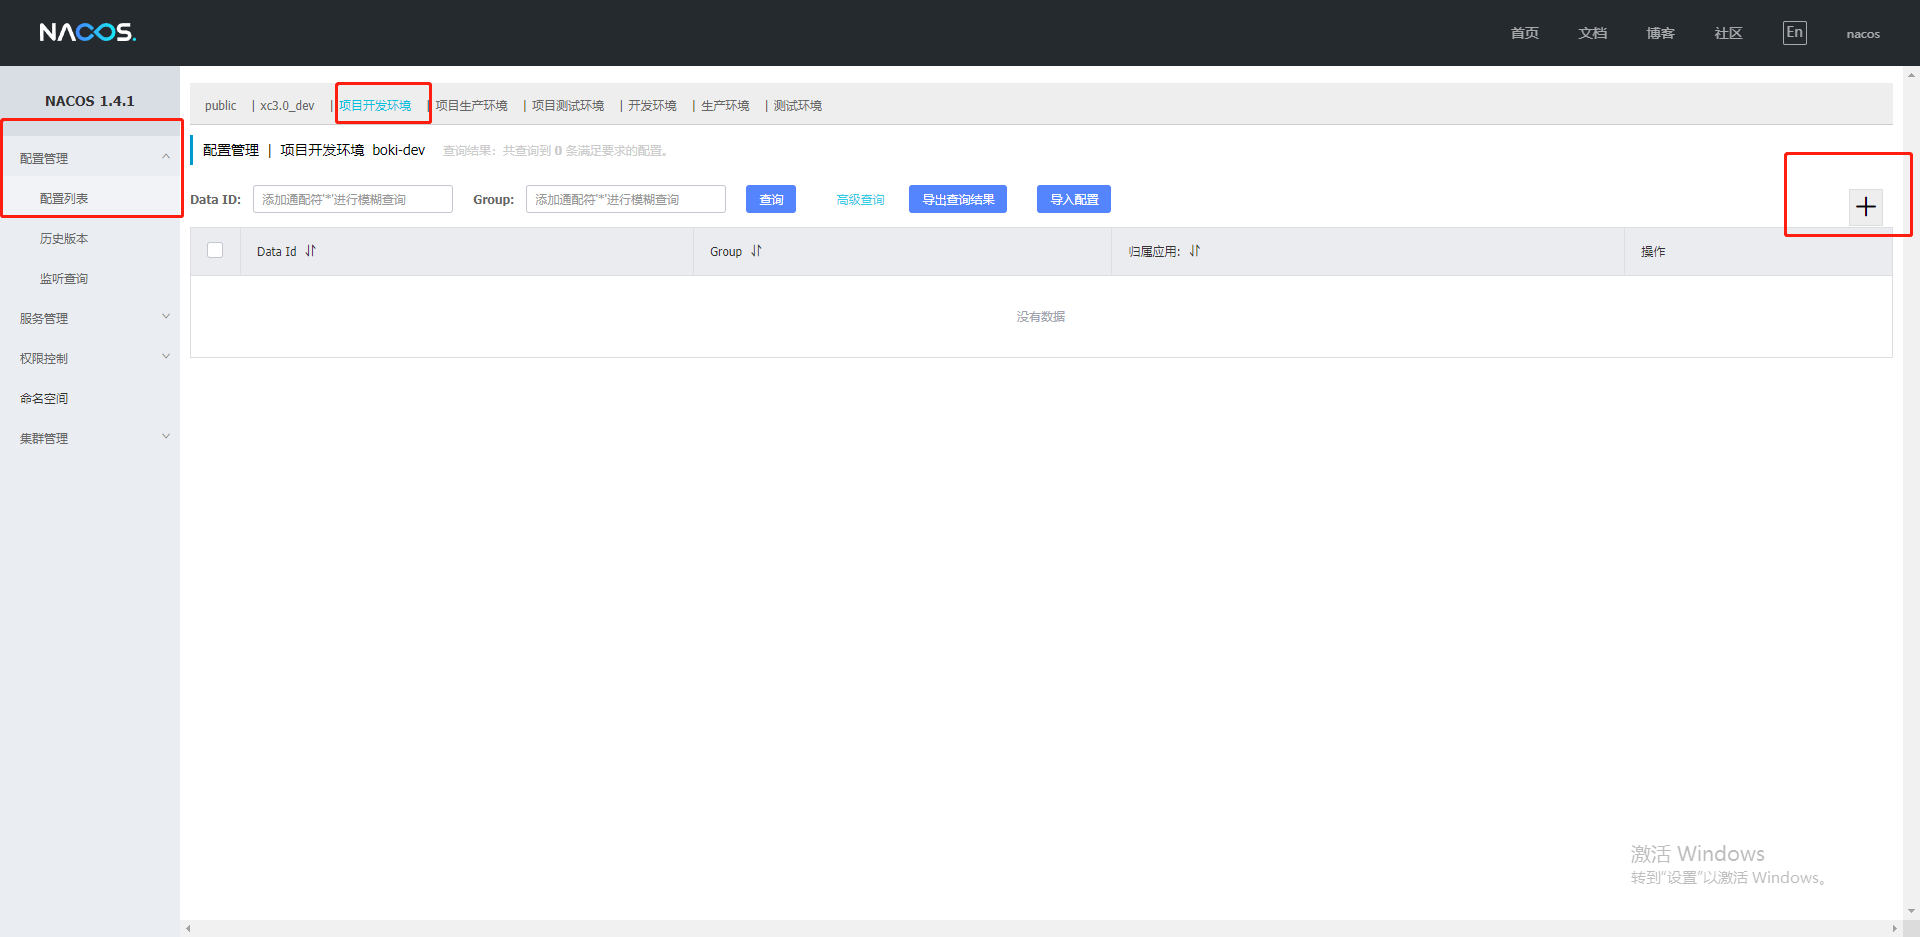 NACOS.
首页 文档 博客 社区 En nacos
NACOS 1.4.1
配置管理
配置列表
历史版本
监听查询
服务管理
权限控制
命名空间
集群管理
public | xc3.0_dev | 项目开发环境 | 项目生产环境 | 项目测试环境 | 开发环境 | 生产环境 | 测试环境
配置管理 | 项目开发环境 boki-dev 查询结果：共查询到 0 条满足要求的配置。
Data ID: 添加通配符'*'进行模糊查询 Group: 添加通配符'*'进行模糊查询 查询 高级查询 导出查询结果 导入配置
Data Id Group 归属应用: 操作
没有数据
激活 Windows
转到"设置"以激活 Windows。